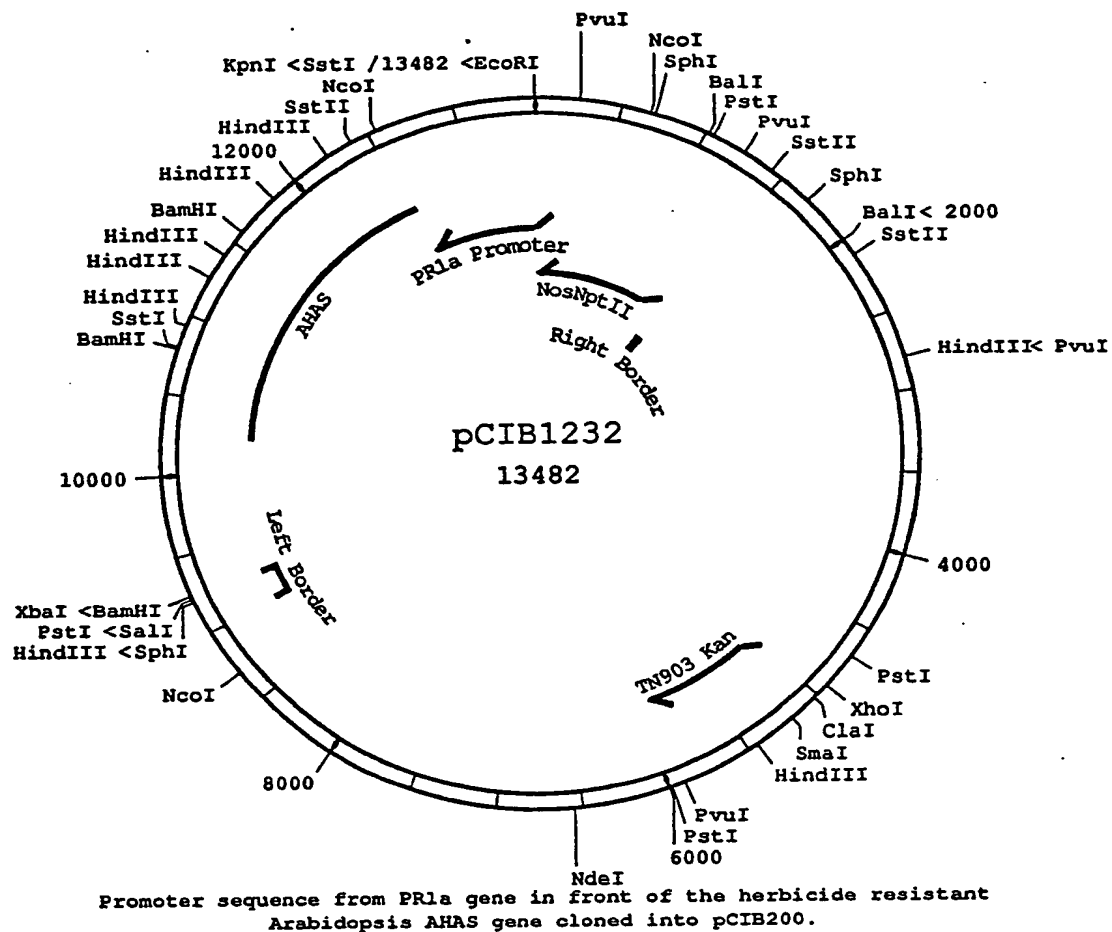 PvuI
KpnI <SstI /13482 <EcoRI
NcoI
SphI
BalI
PstI
PvuI
SstII
SphI
BalI< 2000
SstII
HindIII< PvuI
4000
PstI
XhoI
ClaI
SmaI
HindIII
PvuI
PstI
6000
NdeI
8000
NcoI
HindIII <SphI
PstI <SalI
XbaI <BamHI
10000
BamHI
SstI
HindIII
HindIII
HindIII
BamHI
HindIII
12000
HindIII
SstII
NcoI
PR1a Promoter
NosNptII
Right Border
AHAS
pCIB1232
13482
Left Border
TN903 Kan
Promoter sequence from PR1a gene in front of the herbicide resistant
Arabidopsis AHAS gene cloned into pCIB200.